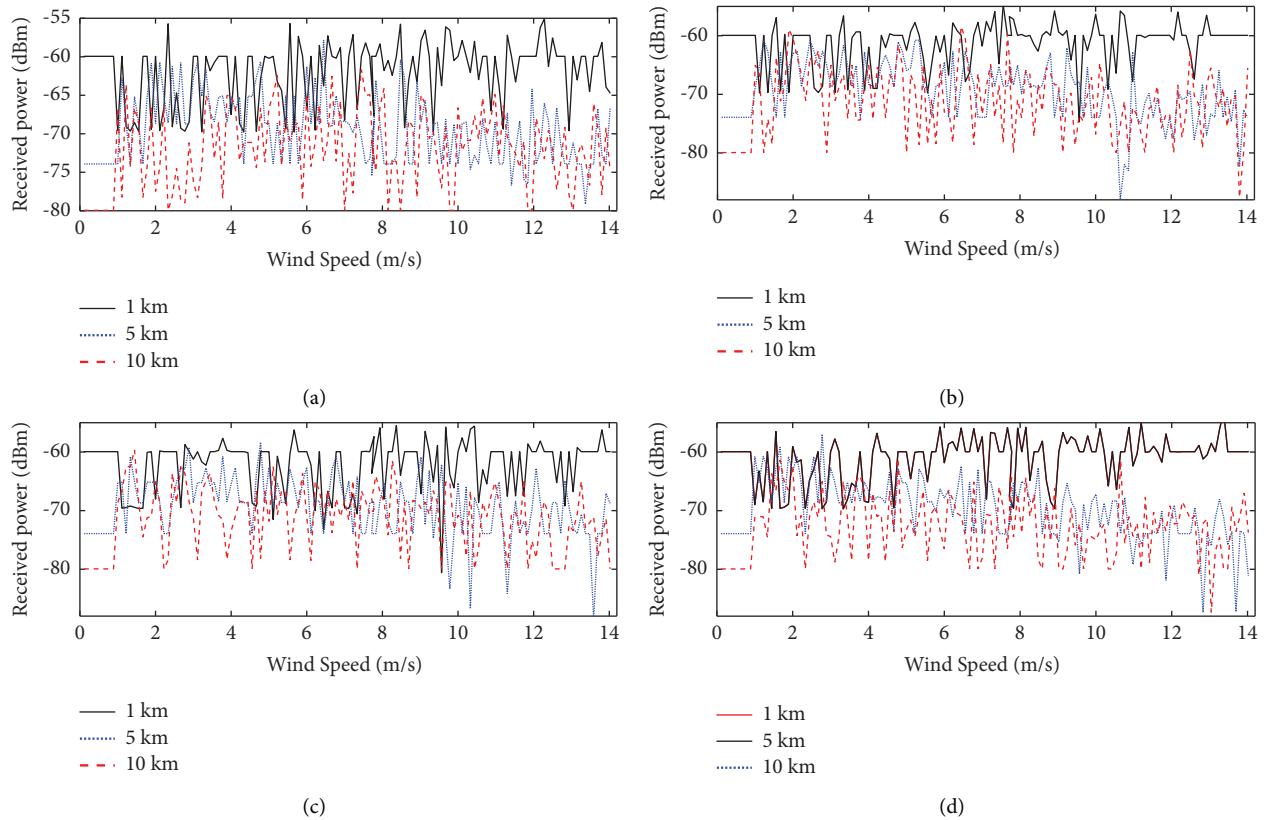 Received power (dBm)
-55
-60
-65
-70
-75
-80
0 2 4 6 8 10 12 14
Wind Speed (m/s)
1 km
5 km
10 km
(a)
Received power (dBm)
-60
-70
-80
0 2 4 6 8 10 12 14
Wind Speed (m/s)
1 km
5 km
10 km
(b)
Received power (dBm)
-60
-70
-80
0 2 4 6 8 10 12 14
Wind Speed (m/s)
1 km
5 km
10 km
(c)
Received power (dBm)
-60
-70
-80
0 2 4 6 8 10 12 14
Wind Speed (m/s)
1 km
5 km
10 km
(d)